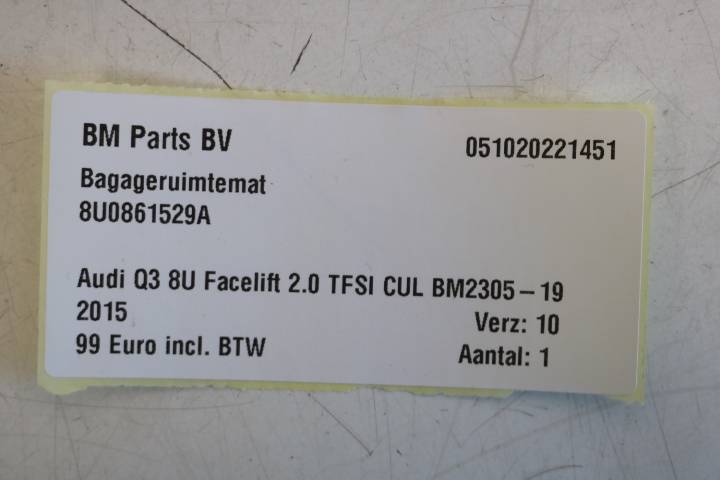 BM Parts BV 051020221451
Bagageruimtemat
8U0861529A
Audi Q3 8U Facelift 2.0 TFSI CUL BM2305-19
2015 Verz: 10
99 Euro incl. BTW Aantal: 1